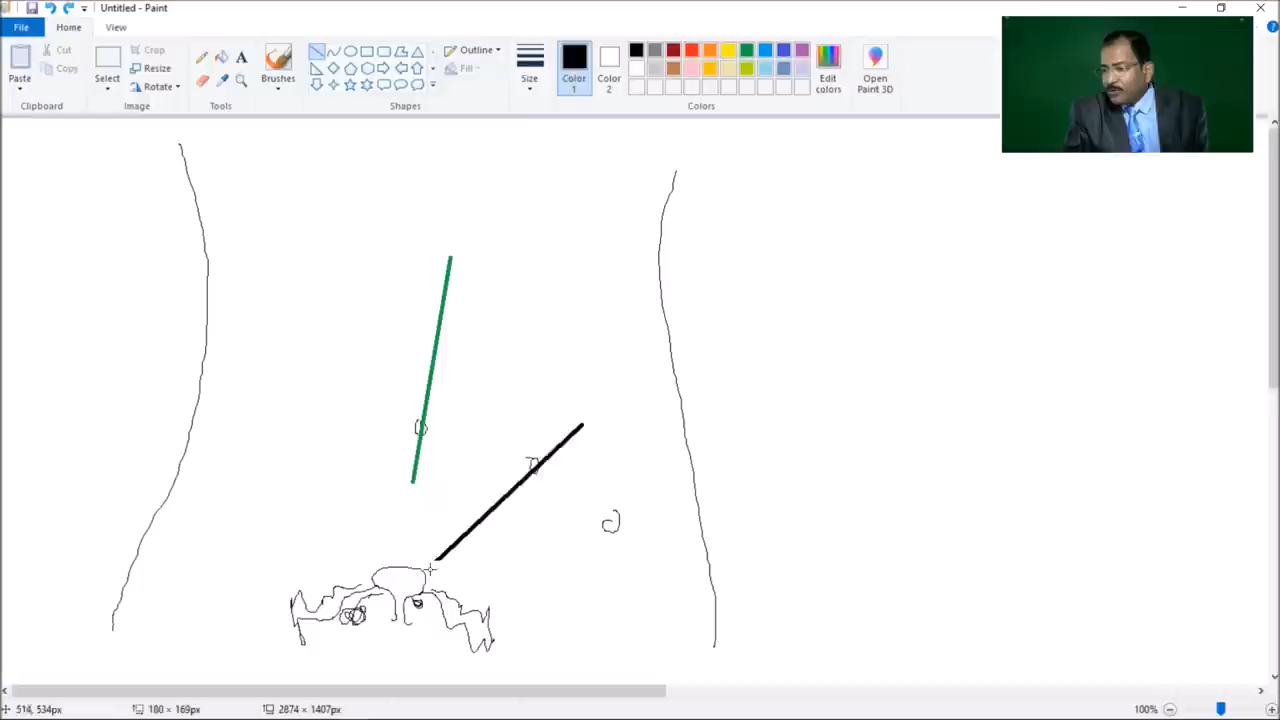 Untitled - Paint
File Home View
Paste
Cut
Copy
Clipboard
Select
Crop
Resize
Rotate
Image
A
Tools
Brushes
Outline
Fill
Shapes
Size
Color 1
Color 2
Edit colors
Colors
Open Paint 3D
514, 534px
180 × 169px
2874 × 1407px
100%